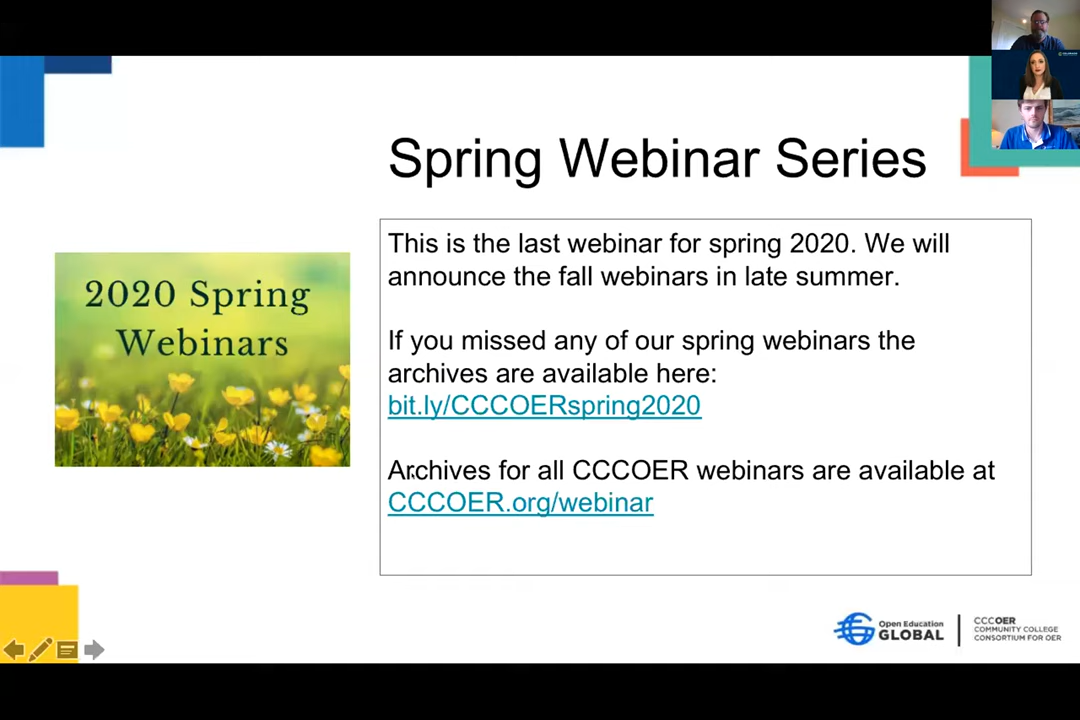 Spring Webinar Series
2020 Spring
Webinars
This is the last webinar for spring 2020. We will
announce the fall webinars in late summer.
If you missed any of our spring webinars the
archives are available here:
bit.ly/CCCOERspring2020
Archives for all CCCOER webinars are available at
CCCOER.org/webinar
Open Education
GLOBAL
CCCOER
COMMUNITY COLLEGE
CONSORTIUM FOR OER